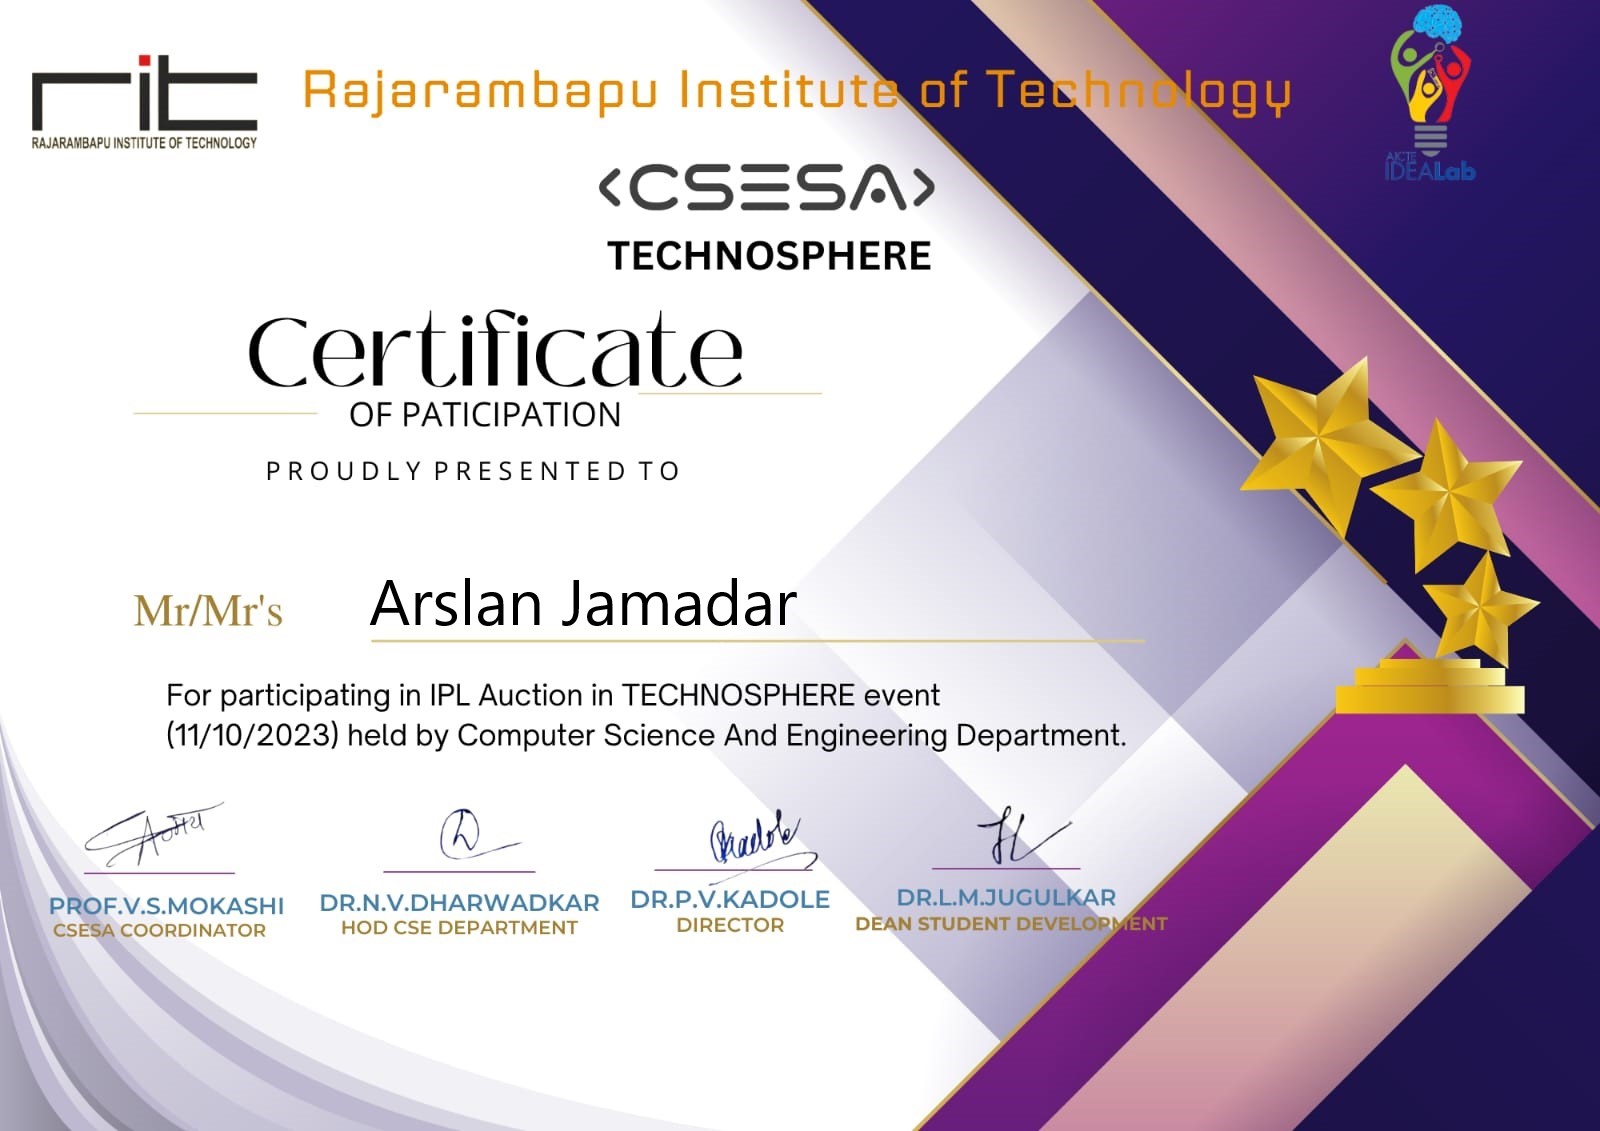 rit
RAJARAMBAPU INSTITUTE OF TECHNOLOGY
Rajarambapu Institute of Technology
AICTE
IDEALab
<CSESA>
TECHNOSPHERE
Certificate
OF PATICIPATION
PROUDLY PRESENTED TO
Mr/Mr's Arslan Jamadar
For participating in IPL Auction in TECHNOSPHERE event
(11/10/2023) held by Computer Science And Engineering Department.
Kadole
PROF.V.S.MOKASHI
CSESA COORDINATOR
DR.N.V.DHARWADKAR
HOD CSE DEPARTMENT
DR.P.V.KADOLE
DIRECTOR
DR.L.M.JUGULKAR
DEAN STUDENT DEVELOPMENT